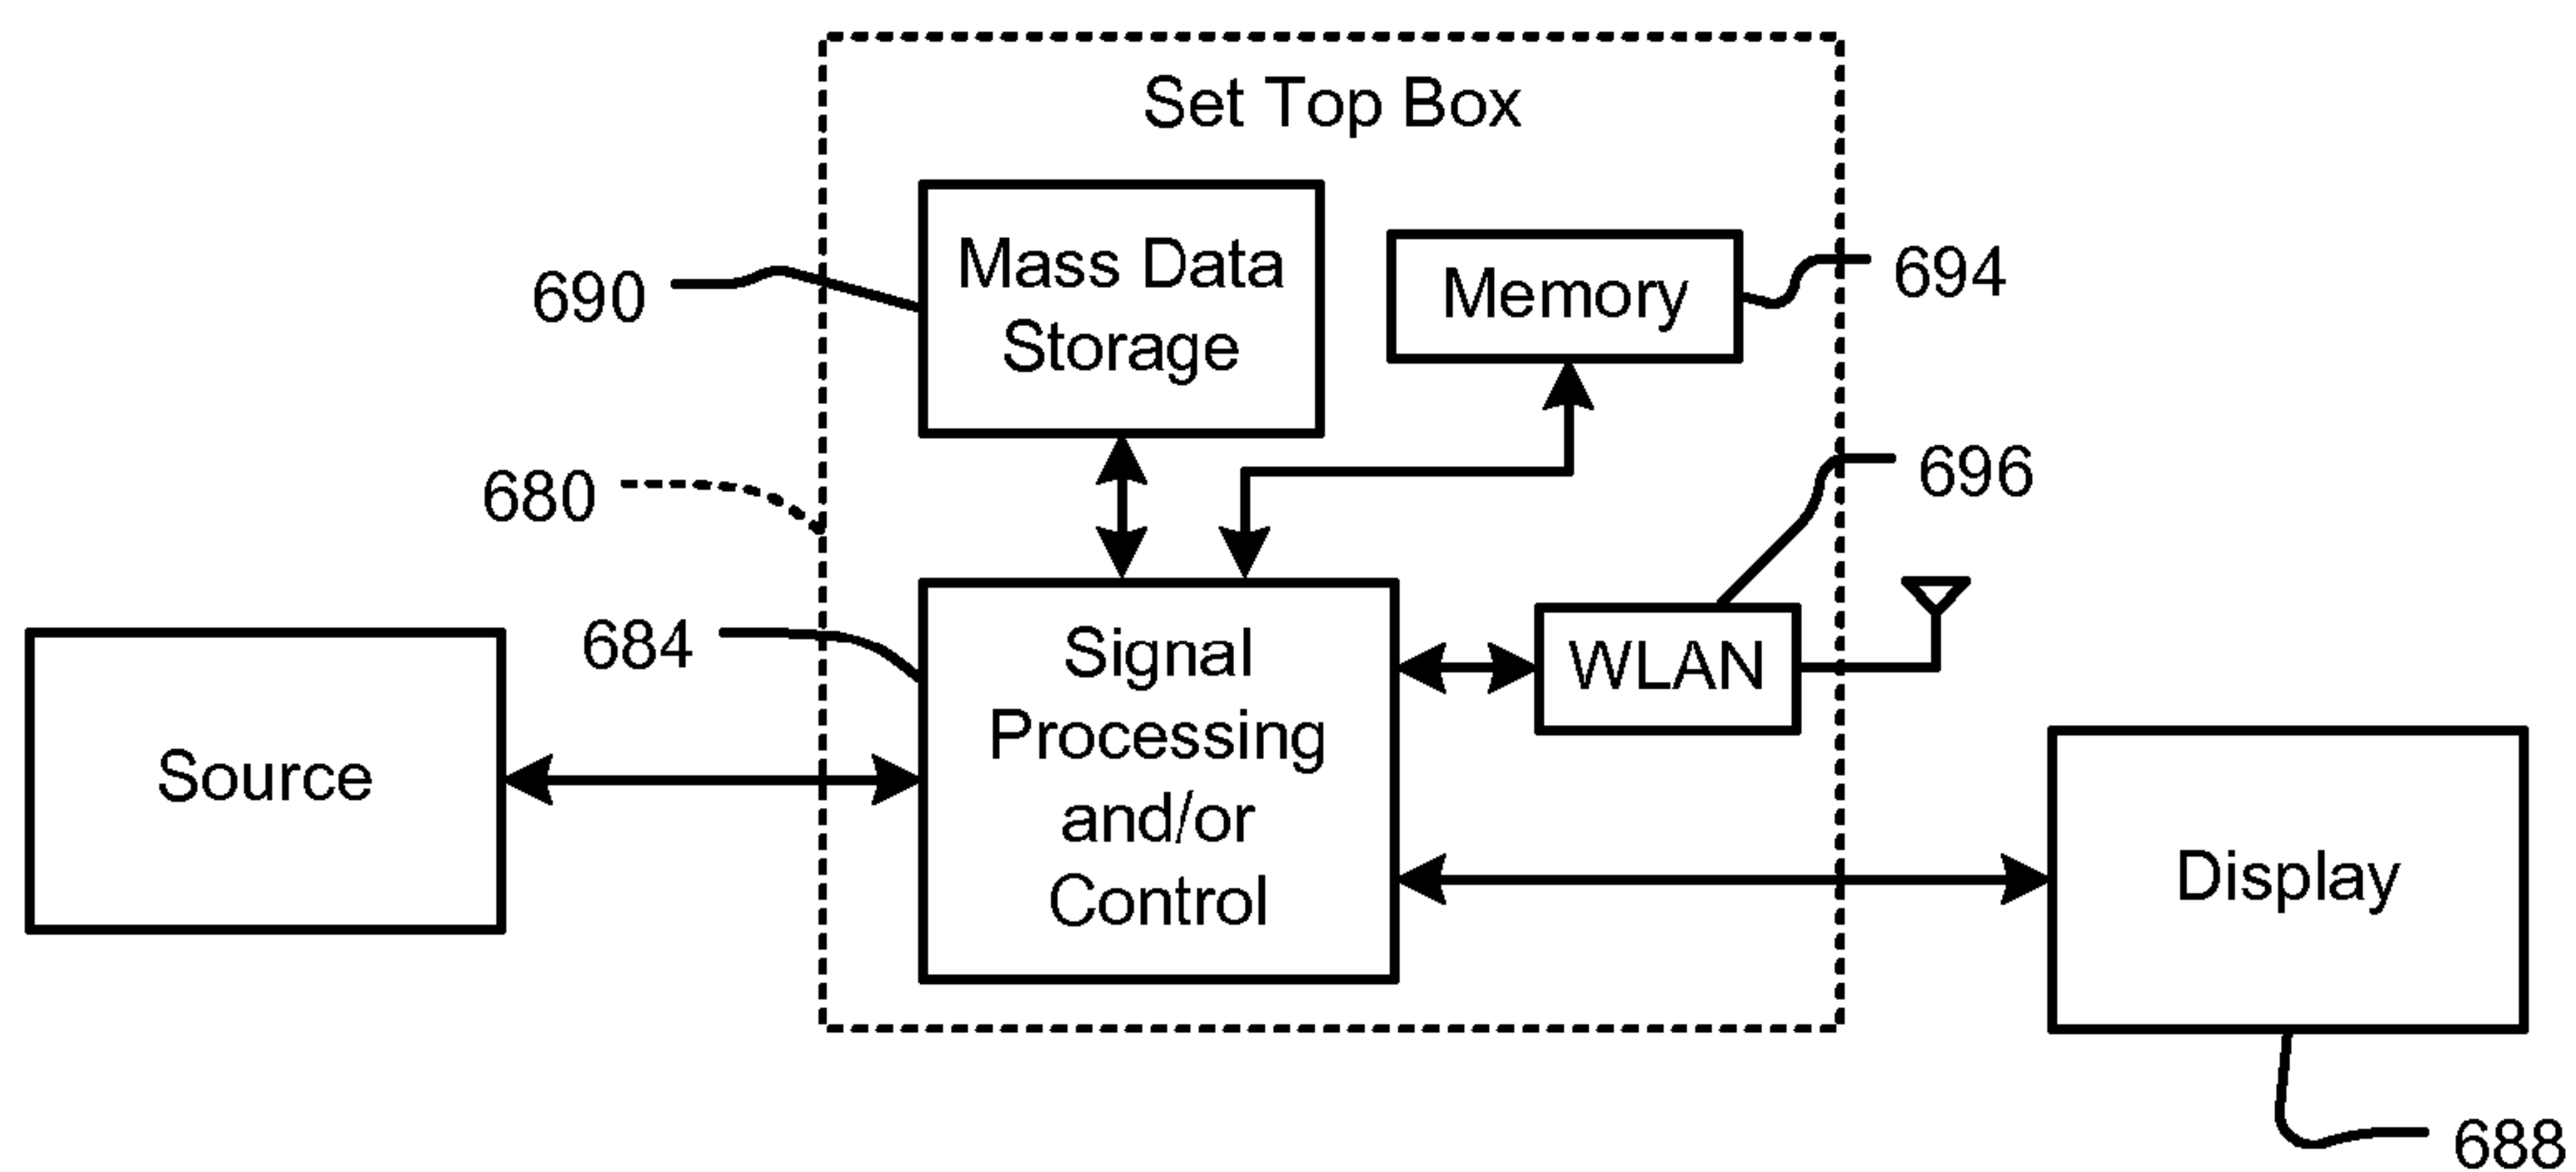 Set Top Box
Mass Data
Storage
690
Memory
694
680
696
684
Signal
Processing
and/or
Control
WLAN
Source
Display
688